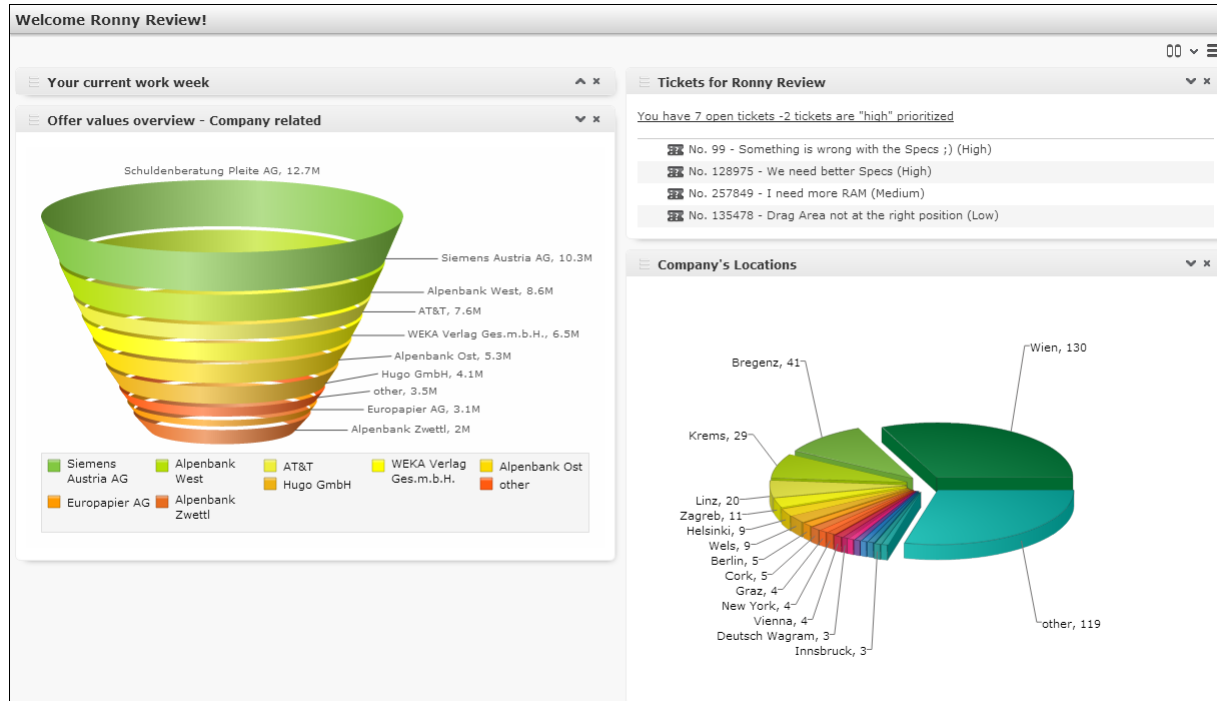 Welcome Ronny Review!
Your current work week
Offer values overview - Company related
Schuldenberatung Pleite AG, 12.7M
Siemens Austria AG, 10.3M
Alpenbank West, 8.6M
AT&T, 7.6M
WEKA Verlag Ges.m.b.H., 6.5M
Alpenbank Ost, 5.3M
Hugo GmbH, 4.1M
other, 3.5M
Europapier AG, 3.1M
Alpenbank Zwettl, 2M
Siemens
Austria AG
Alpenbank
West
AT&T
WEKA Verlag
Ges.m.b.H.
Alpenbank Ost
Hugo GmbH
other
Europapier AG
Alpenbank
Zwettl
Tickets for Ronny Review
You have 7 open tickets -2 tickets are "high" prioritized
No. 99 - Something is wrong with the Specs ;) (High)
No. 128975 - We need better Specs (High)
No. 257849 - I need more RAM (Medium)
No. 135478 - Drag Area not at the right position (Low)
Company's Locations
Wien, 130
Bregenz, 41
Krems, 29
Linz, 20
Zagreb, 11
Helsinki, 9
Wels, 9
Berlin, 5
Cork, 5
Graz, 4
New York, 4
Vienna, 4
Deutsch Wagram, 3
Innsbruck, 3
other, 119